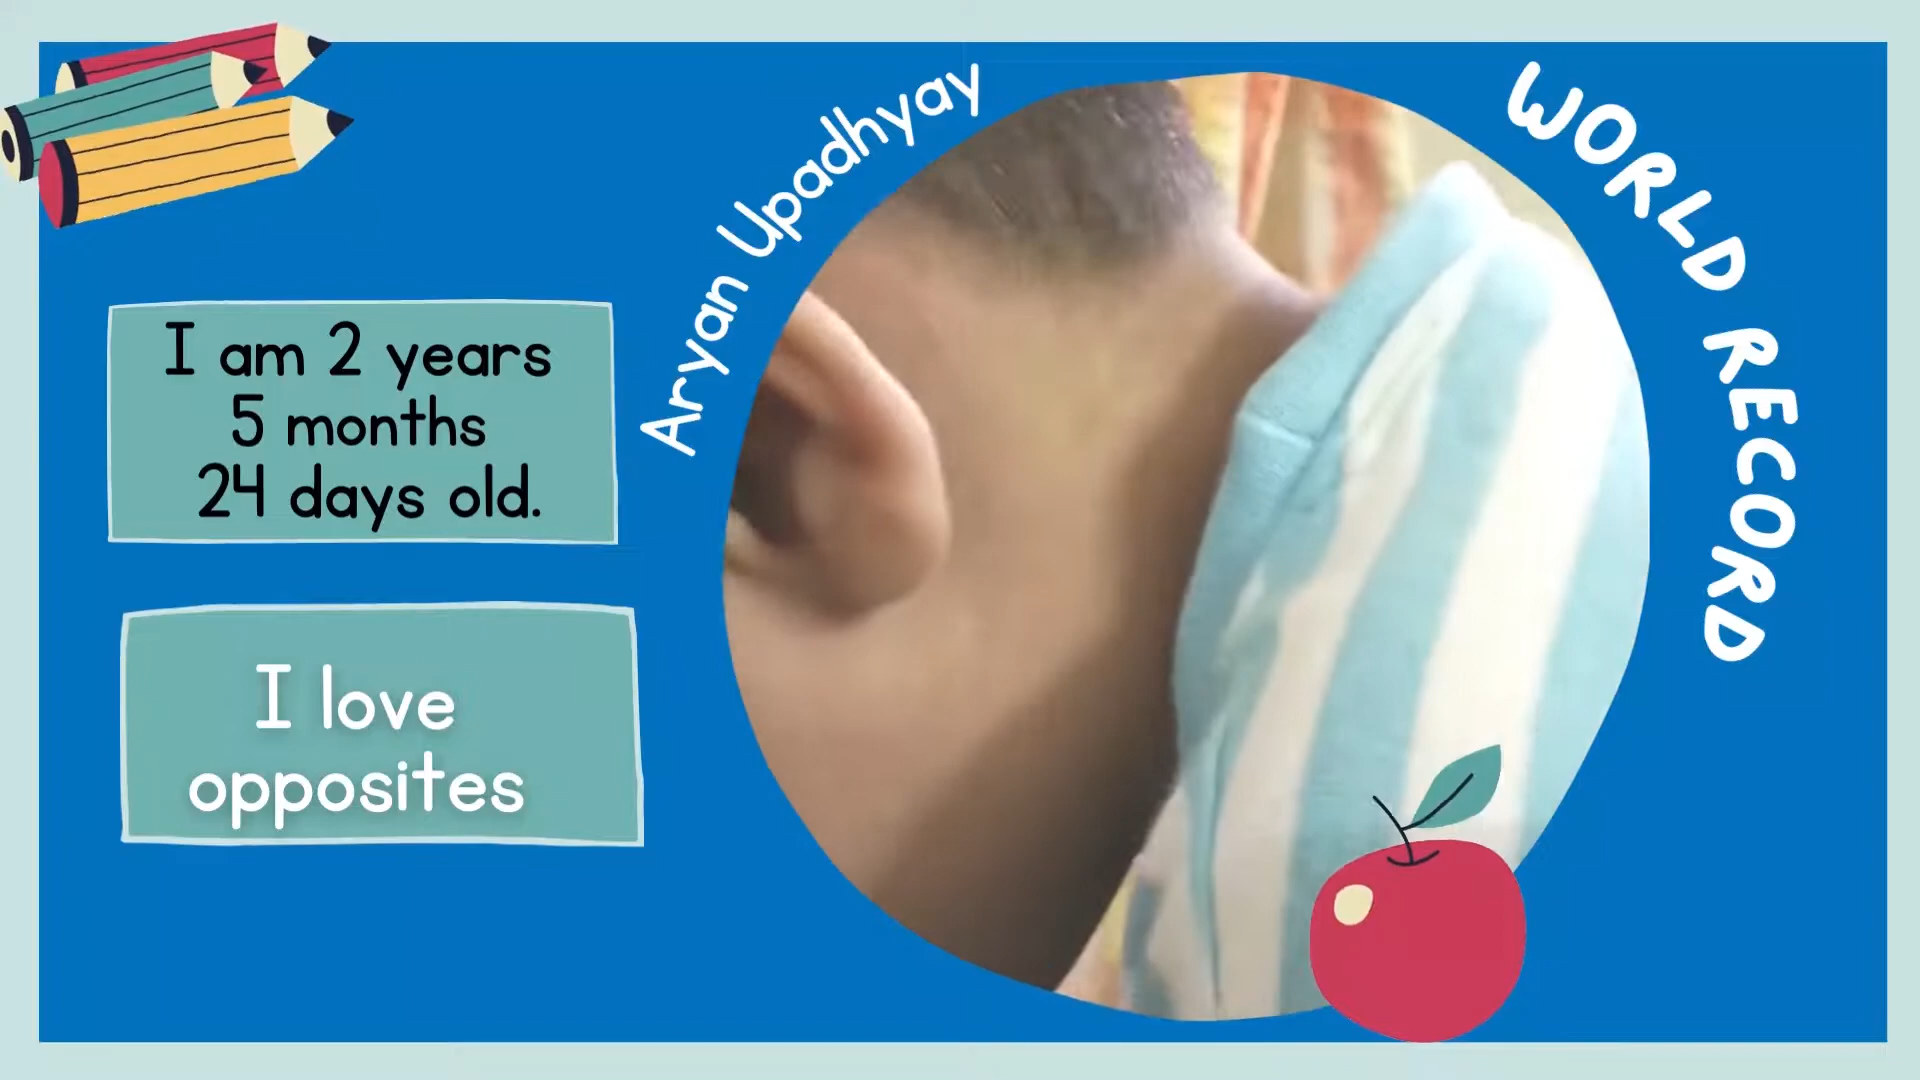 Aryan Upadhyay
WORLD RECORD
I am 2 years
5 months
24 days old.
I love
opposites